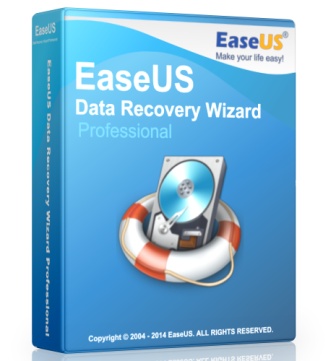 EaseUS
EaseUS Data Recovery Wizard Professional
EaseUS®
Make your life easy!
EaseUS
Data Recovery Wizard
Professional
Copyright © 2004 - 2014 EaseUS. ALL RIGHTS RESERVED.